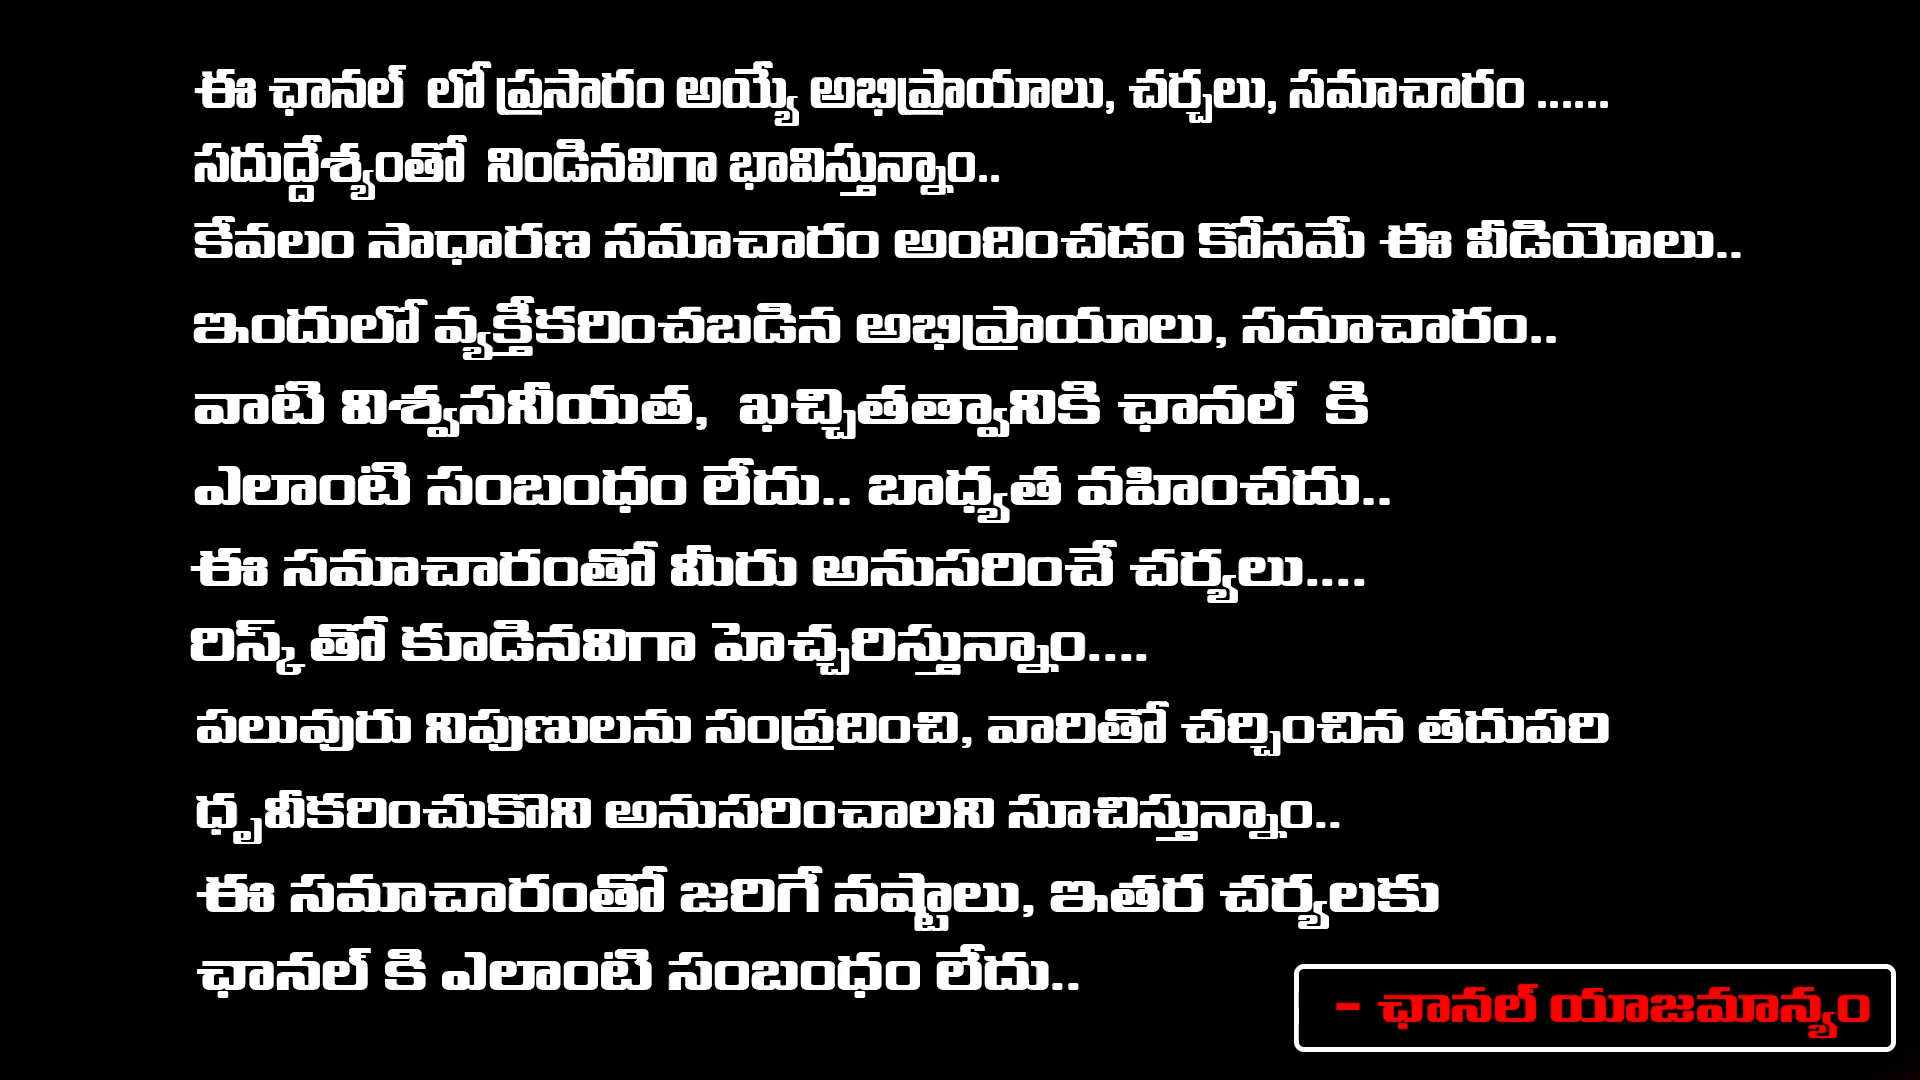 ఈ ఛానల్ లో ప్రసారం అయ్యే అభిప్రాయాలు, చర్చలు, సమాచారం ......
సదుద్దేశ్యంతో నిండినవిగా భావిస్తున్నాం..
కేవలం సాధారణ సమాచారం అందించడం కోసమే ఈ వీడియోలు..
ఇందులో వ్యక్తీకరించబడిన అభిప్రాయాలు, సమాచారం..
వాటి విశ్వసనీయత, ఖచ్చితత్వానికి ఛానల్ కి
ఎలాంటి సంబంధం లేదు.. బాధ్యత వహించదు..
ఈ సమాచారంతో మీరు అనుసరించే చర్యలు....
రిస్క్ తో కూడినవిగా హెచ్చరిస్తున్నాం....
పలువురు నిపుణులను సంప్రదించి, వారితో చర్చించిన తదుపరి
ధృవీకరించుకొని అనుసరించాలని సూచిస్తున్నాం..
ఈ సమాచారంతో జరిగే నష్టాలు, ఇతర చర్యలకు
ఛానల్ కి ఎలాంటి సంబంధం లేదు..
- ఛానల్ యాజమాన్యం